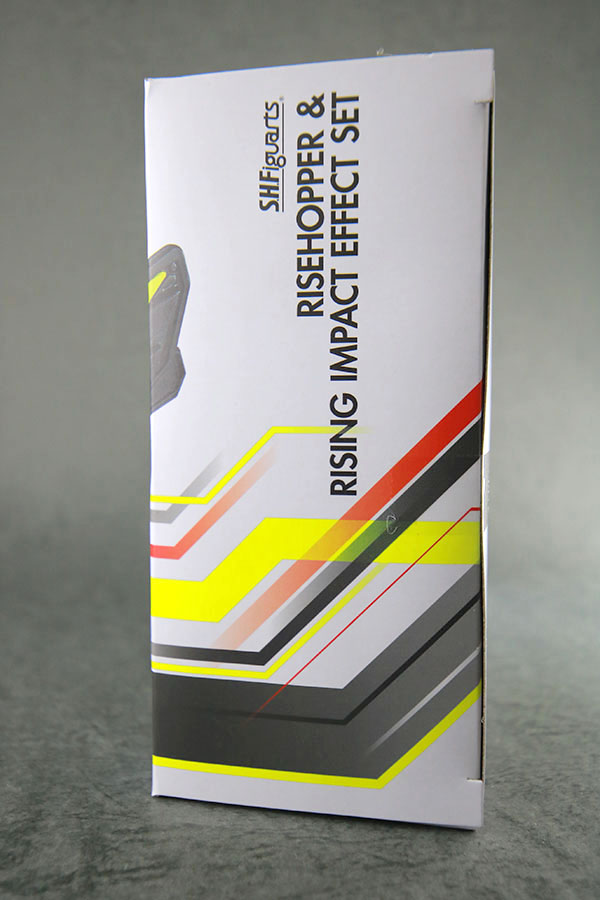 S.H.Figuarts
RISEHOPPER &
RISING IMPACT EFFECT SET